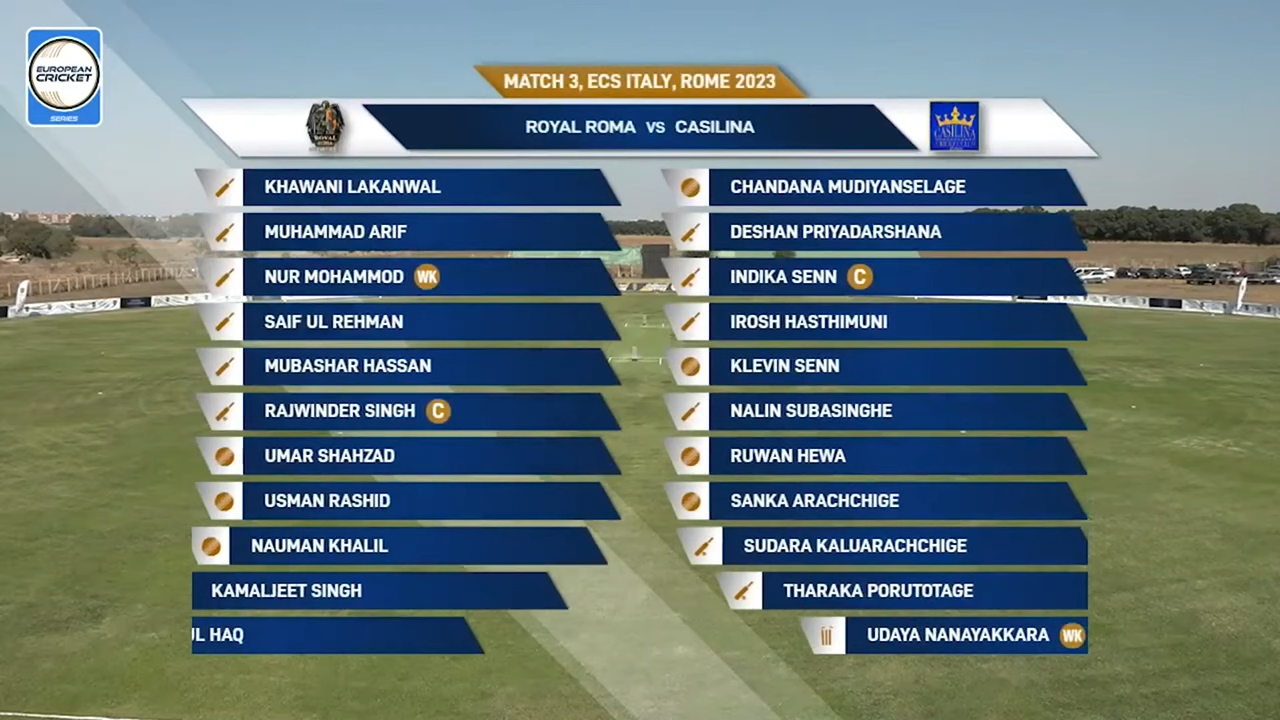 EUROPEAN
CRICKET
SERIES
MATCH 3, ECS ITALY, ROME 2023
ROYAL ROMA VS CASILINA
ROYAL
ROMA
CASILINA
KHAWANI LAKANWAL
MUHAMMAD ARIF
NUR MOHAMMOD WK
SAIF UL REHMAN
MUBASHAR HASSAN
RAJWINDER SINGH C
UMAR SHAHZAD
USMAN RASHID
NAUMAN KHALIL
KAMALJEET SINGH
UL HAQ
CHANDANA MUDIYANSELAGE
DESHAN PRIYADARSHANA
INDIKA SENN C
IROSH HASTHIMUNI
KLEVIN SENN
NALIN SUBASINGHE
RUWAN HEWA
SANKA ARACHCHIGE
SUDARA KALUARACHCHIGE
THARAKA PORUTOTAGE
UDAYA NANAYAKKARA WK